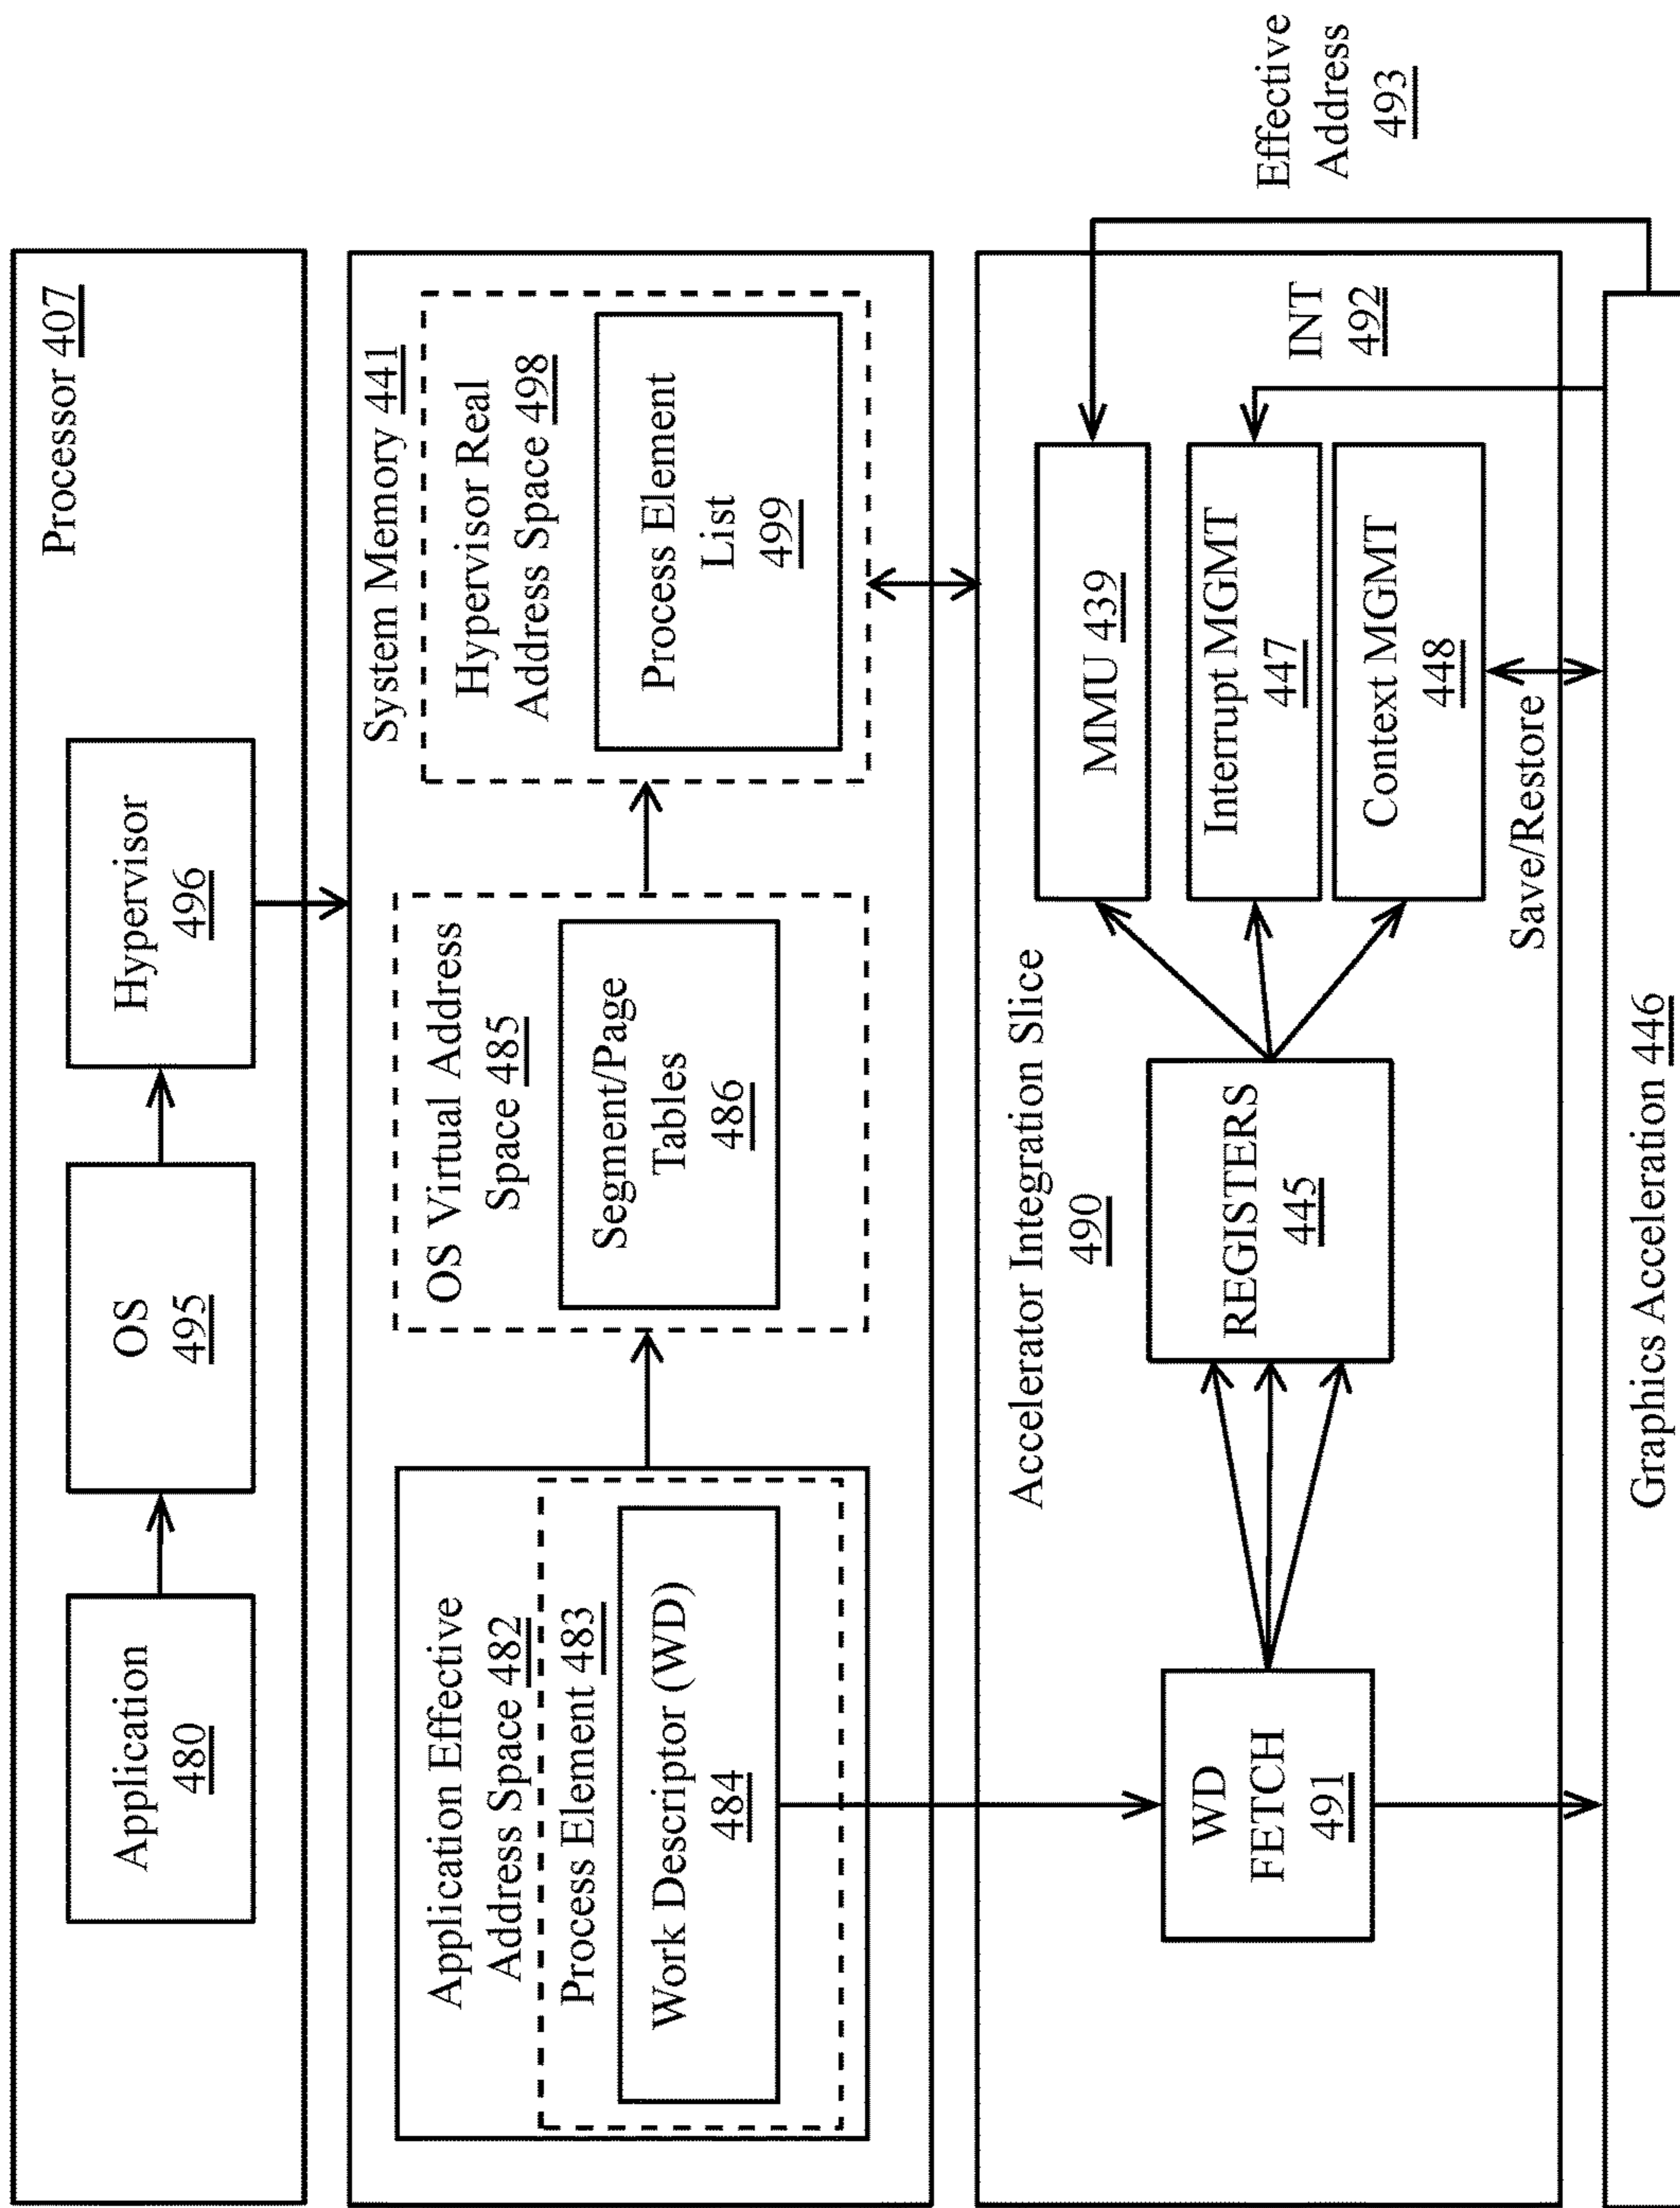 Processor 407
Application
480
OS
495
Hypervisor
496
System Memory 441
Application Effective
Address Space 482
Process Element 483
Work Descriptor (WD)
484
OS Virtual Address
Space 485
Segment/Page
Tables
486
Hypervisor Real
Address Space 498
Process Element
List
499
Accelerator Integration Slice
490
WD
FETCH
491
REGISTERS
445
MMU 439
Interrupt MGMT
447
Context MGMT
448
INT
492
Effective
Address
493
Save/Restore
Graphics Acceleration 446